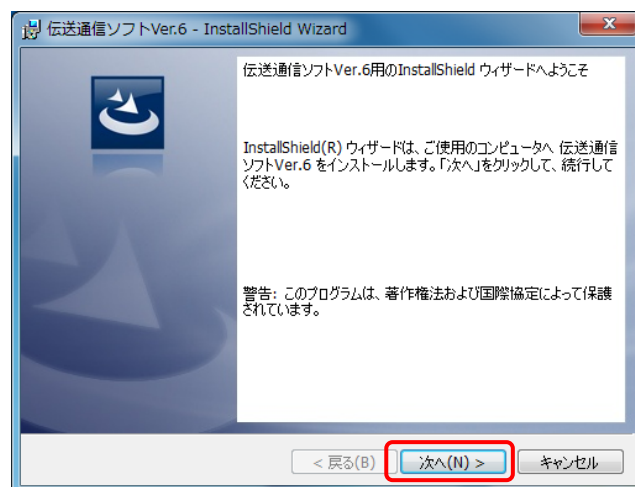 伝送通信ソフトVer.6 - InstallShield Wizard
伝送通信ソフトVer.6用のInstallShield ウィザードへようこそ
InstallShield(R) ウィザードは、ご使用のコンピュータへ 伝送通信
ソフトVer.6 をインストールします。「次へ」をクリックして、続行して
ください。
警告: このプログラムは、著作権法および国際協定によって保護
されています。
< 戻る(B)
次へ(N) >
キャンセル